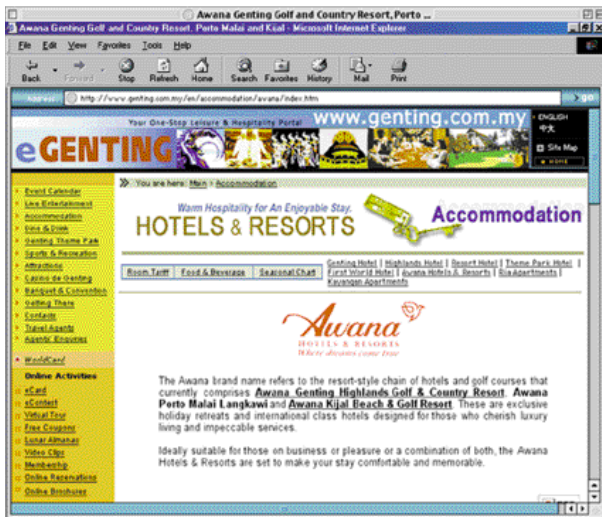 Awana Genting Golf and Country Resort, Porto ...
Awana Genting Golf and Country Resort, Porto Malai and Kijal - Microsoft Internet Explorer
File Edit View Favorites Tools Help
Back Forward Stop Refresh Home Search Favorites History Mail Print
Address http://www.genting.com.my/en/accommodation/awana/index.htm go
Your One-Stop Leisure & Hospitality Portal www.genting.com.my
ENGLISH
中文
Site Map
HOME
eGENTING
You are here: Main > Accommodation
Event Calendar
Live Entertainment
Accommodation
Dine & Drink
Genting Theme Park
Sports & Recreation
Attractions
Casino de Genting
Banquet & Convention
Getting There
Contacts
Travel Agents
Agents' Enquiries
WorldCard
Online Activities
eCard
eContest
Virtual Tour
Free Coupons
Lunar Almanac
Video Clips
Membership
Online Reservations
Online Brochures
Warm Hospitality for An Enjoyable Stay.
HOTELS & RESORTS
Accommodation
Room Tariff Food & Beverage Seasonal Chart
Genting Hotel | Highlands Hotel | Resort Hotel | Theme Park Hotel |
First World Hotel | Awana Hotels & Resorts | Ria Apartments |
Kayangan Apartments
Awana
HOTELS & RESORTS
Where dreams come true
The Awana brand name refers to the resort-style chain of hotels and golf courses that
currently comprises Awana Genting Highlands Golf & Country Resort, Awana
Porto Malai Langkawi and Awana Kijal Beach & Golf Resort. These are exclusive
holiday retreats and international class hotels designed for those who cherish luxury
living and impeccable services.
Ideally suitable for those on business or pleasure or a combination of both, the Awana
Hotels & Resorts are set to make your stay comfortable and memorable.